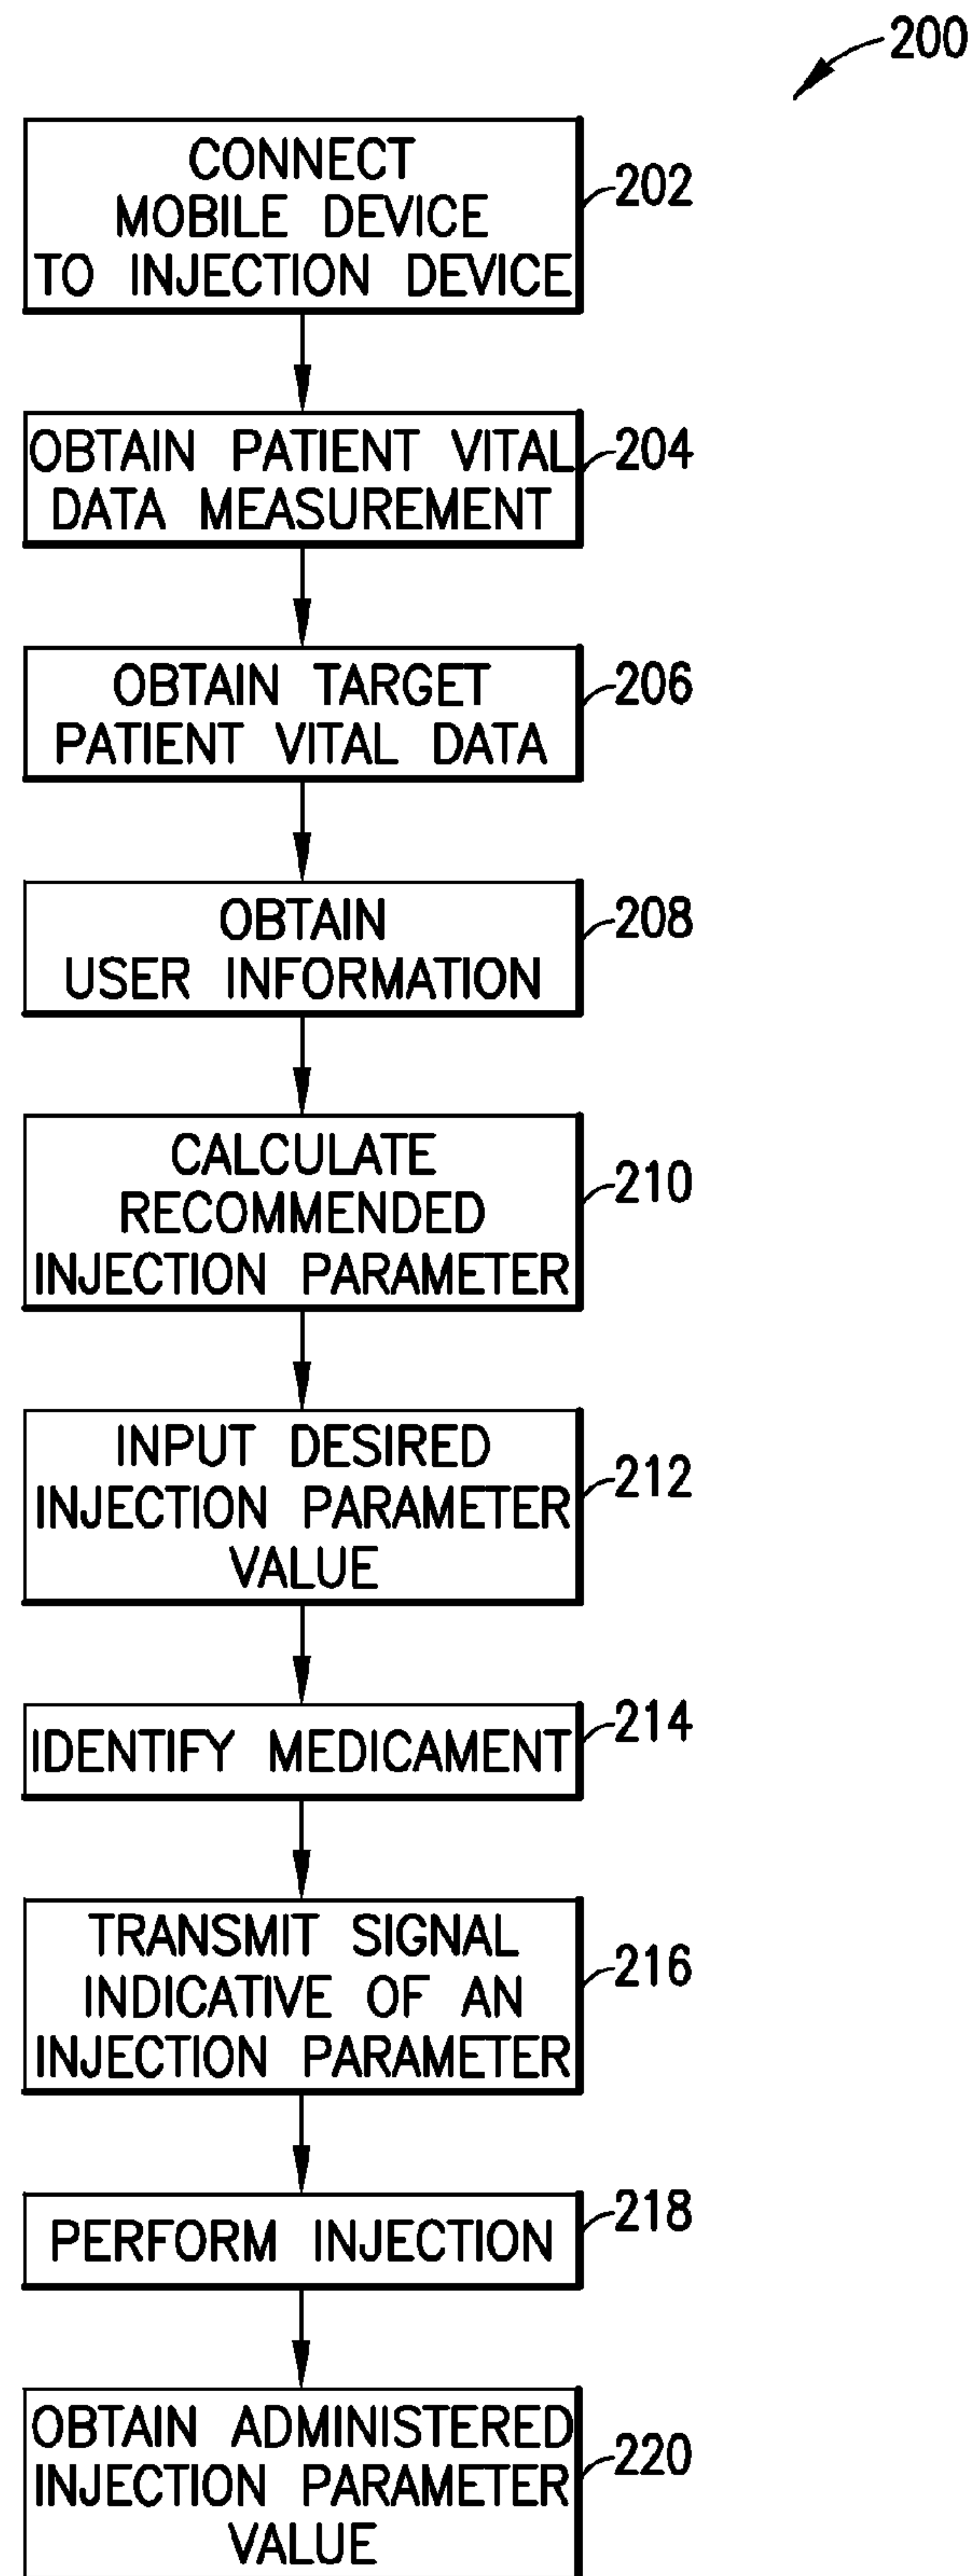 200
CONNECT
MOBILE DEVICE
TO INJECTION DEVICE
202
OBTAIN PATIENT VITAL
DATA MEASUREMENT
204
OBTAIN TARGET
PATIENT VITAL DATA
206
OBTAIN
USER INFORMATION
208
CALCULATE
RECOMMENDED
INJECTION PARAMETER
210
INPUT DESIRED
INJECTION PARAMETER
VALUE
212
IDENTIFY MEDICAMENT
214
TRANSMIT SIGNAL
INDICATIVE OF AN
INJECTION PARAMETER
216
PERFORM INJECTION
218
OBTAIN ADMINISTERED
INJECTION PARAMETER
VALUE
220